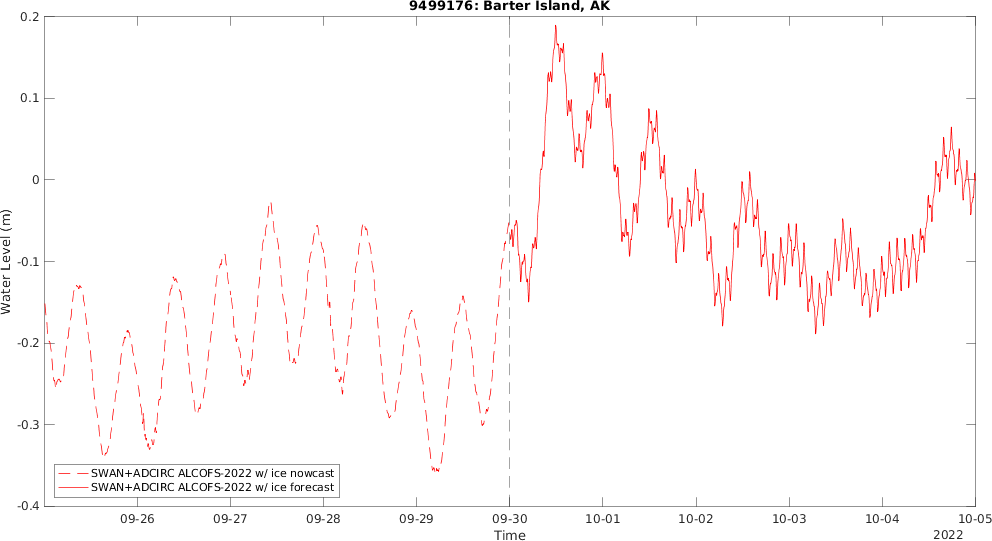 9499176: Barter Island, AK
0.2
0.1
0
-0.1
-0.2
-0.3
-0.4
Water Level (m)
SWAN+ADCIRC ALCOFS-2022 w/ ice nowcast
SWAN+ADCIRC ALCOFS-2022 w/ ice forecast
09-26 09-27 09-28 09-29 09-30 10-01 10-02 10-03 10-04 10-05
Time
2022